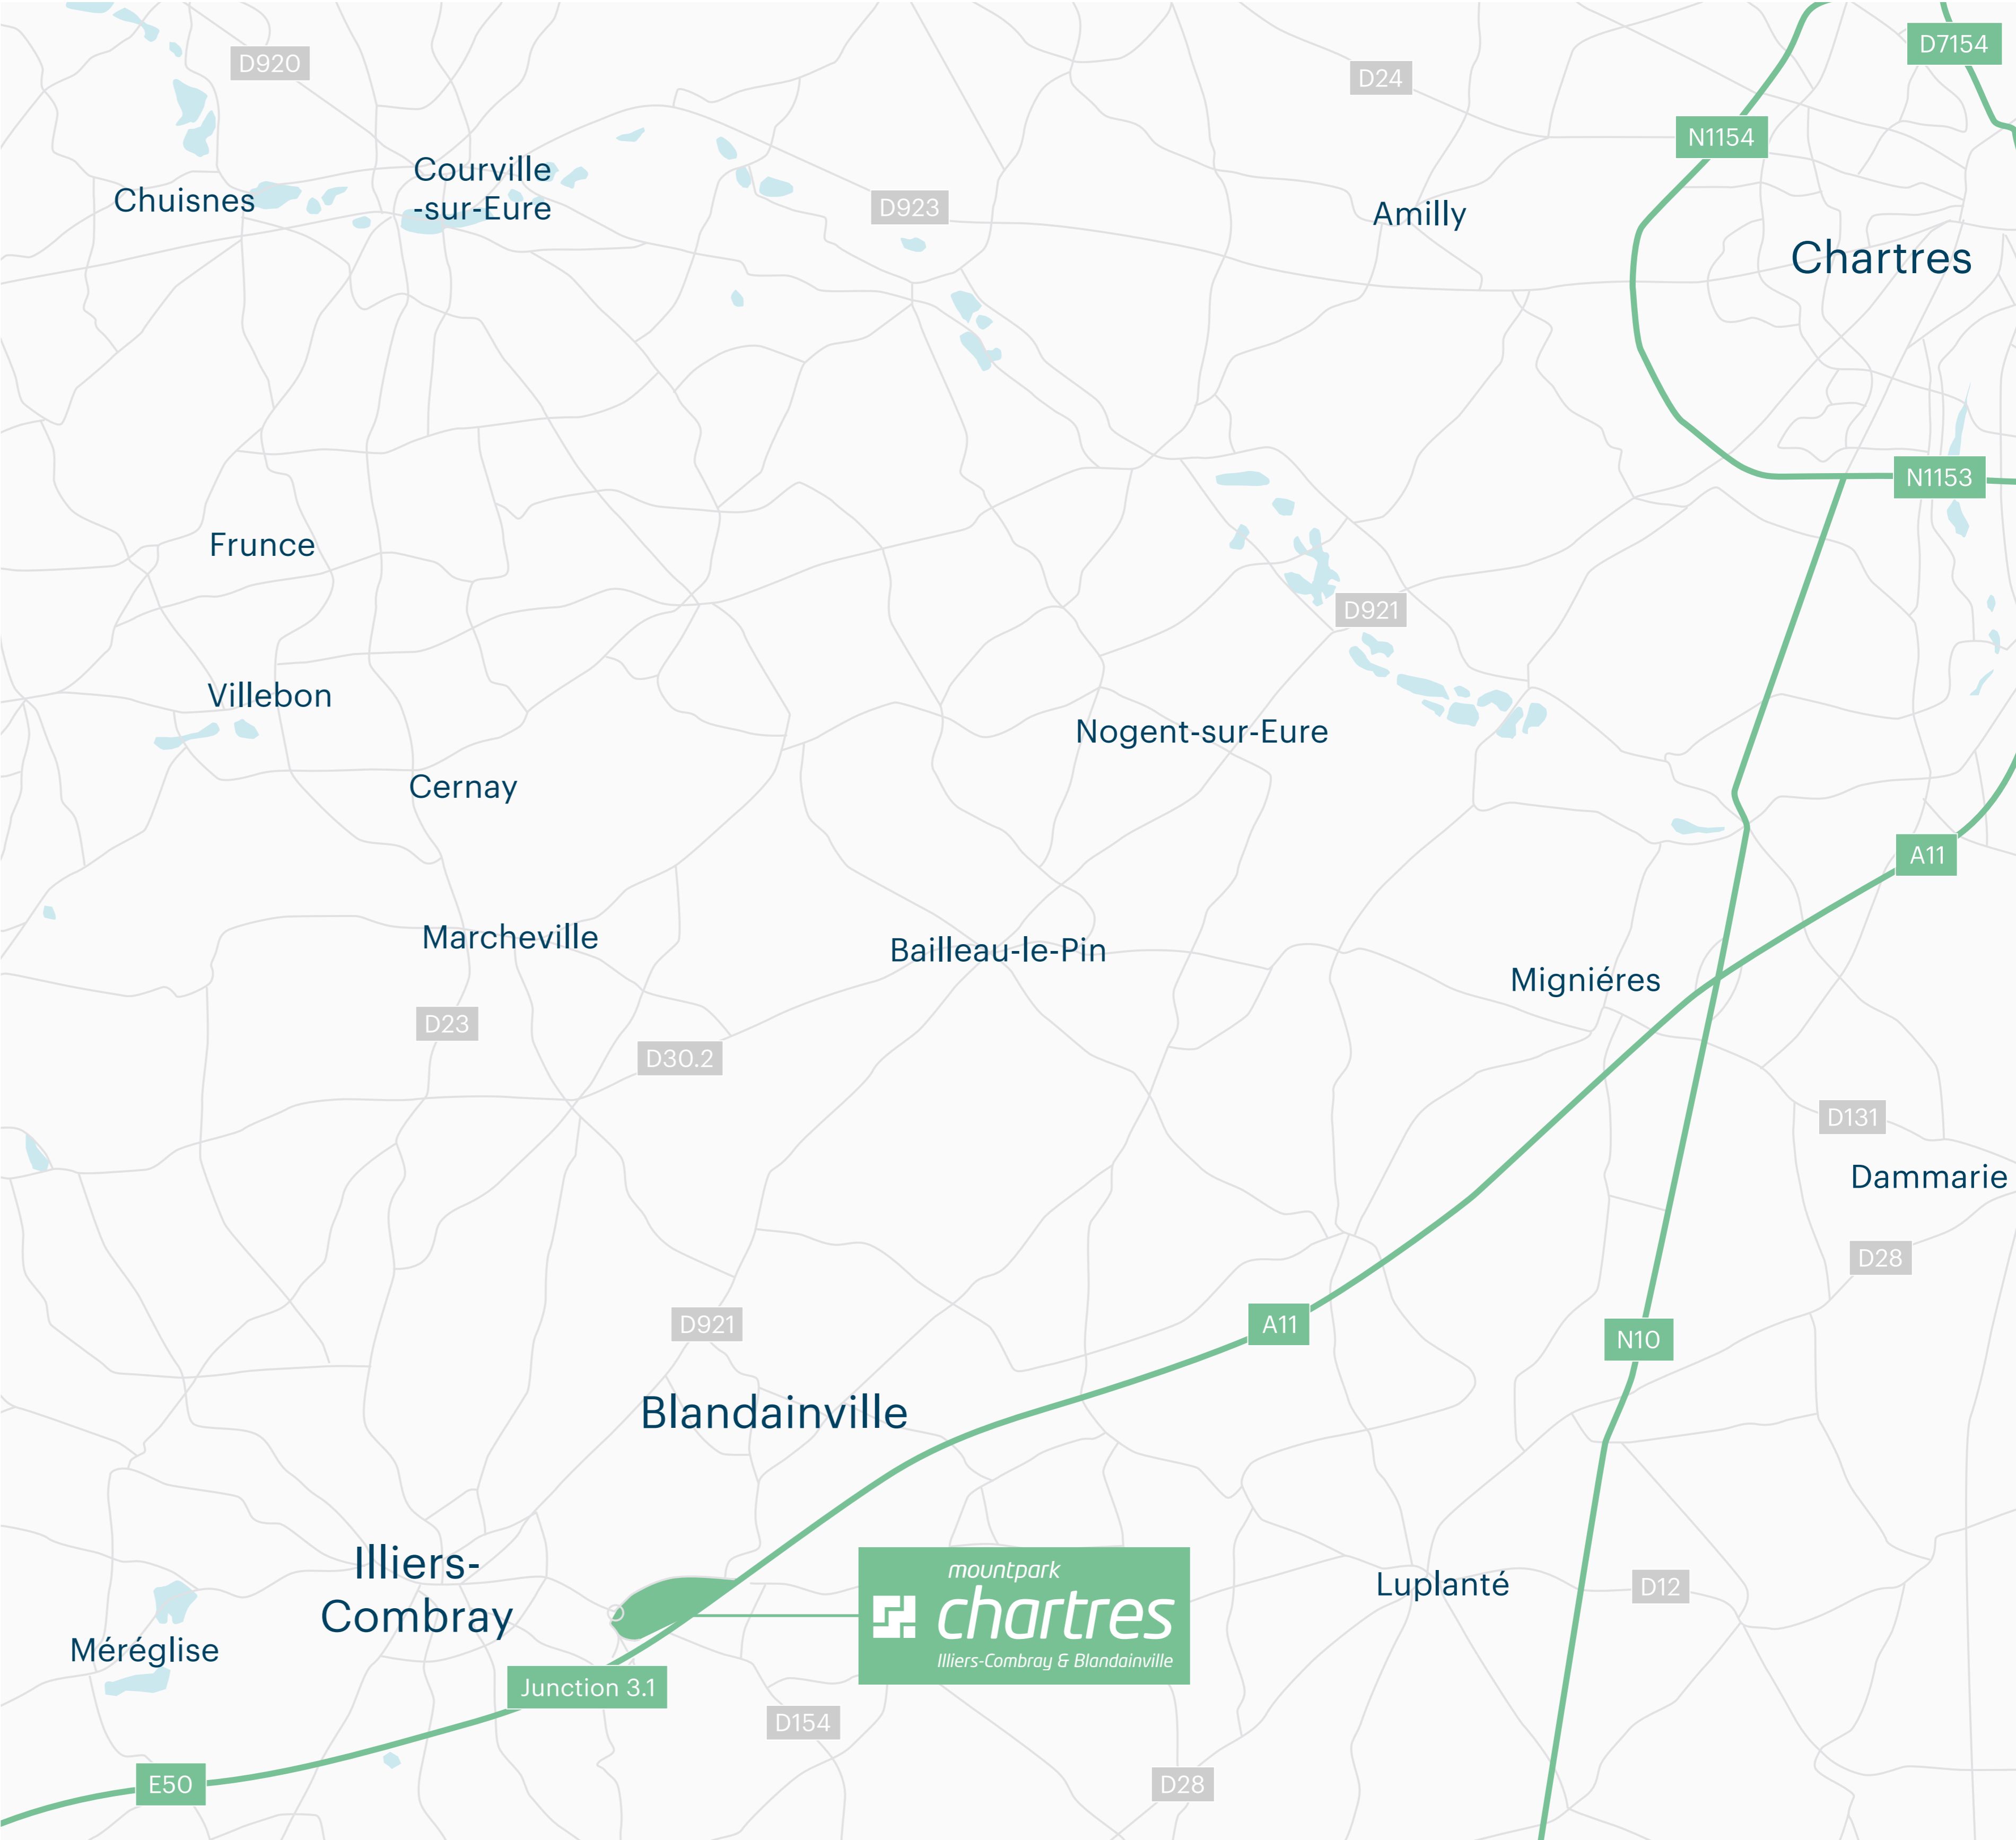 D7154
D920
D24
N1154
Courville
-sur-Eure
Chuisnes
D923
Amilly
Chartres
N1153
Frunce
D921
Villebon
Nogent-sur-Eure
Cernay
A11
Marcheville
Bailleau-le-Pin
Migniéres
D23
D30.2
D131
Dammarie
D28
D921
A11
N10
Blandainville
Illiers-
Combray
mountpark
chartres
Illiers-Combray & Blandainville
Luplanté
D12
Méréglise
Junction 3.1
D154
E50
D28